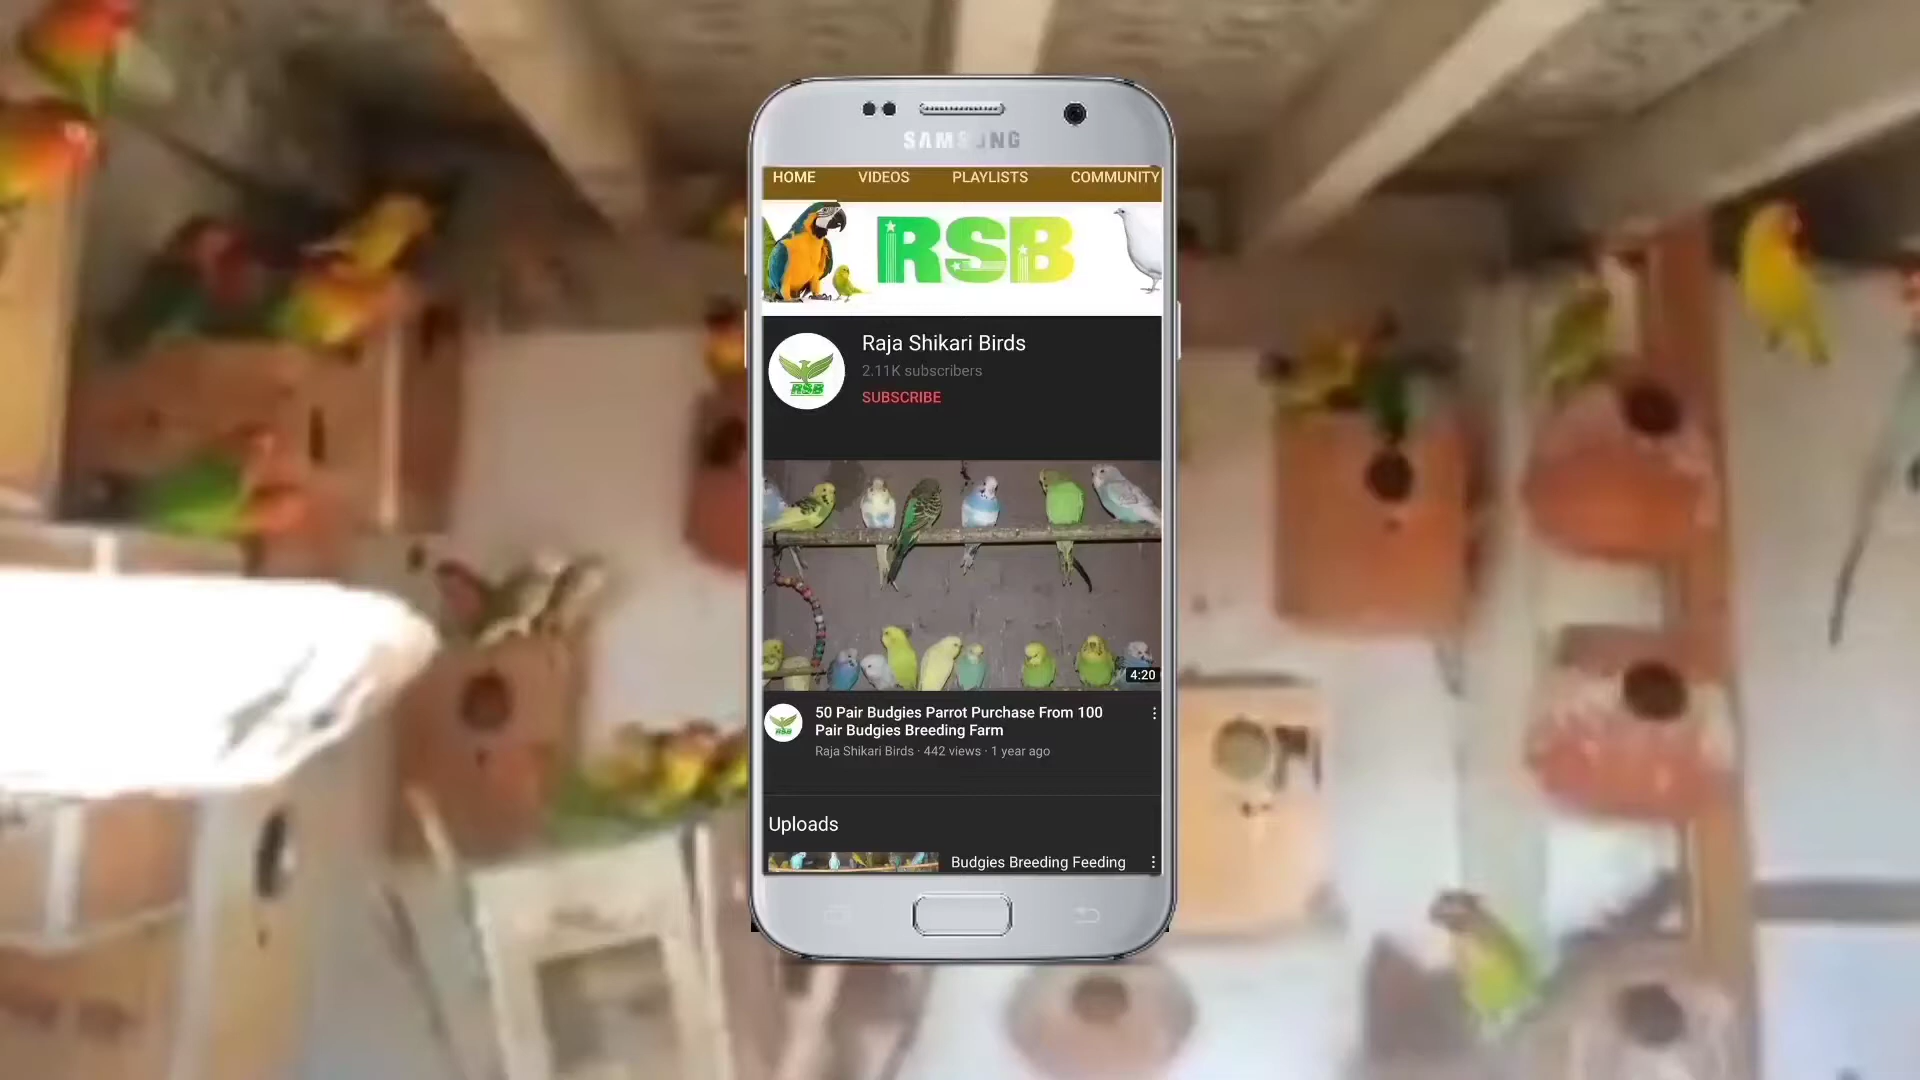 SAMSUNG
HOME VIDEOS PLAYLISTS COMMUNITY
RSB
Raja Shikari Birds
2.11K subscribers
SUBSCRIBE
RSB
4:20
50 Pair Budgies Parrot Purchase From 100
Pair Budgies Breeding Farm
RSB
Raja Shikari Birds · 442 views · 1 year ago
Uploads
Budgies Breeding Feeding